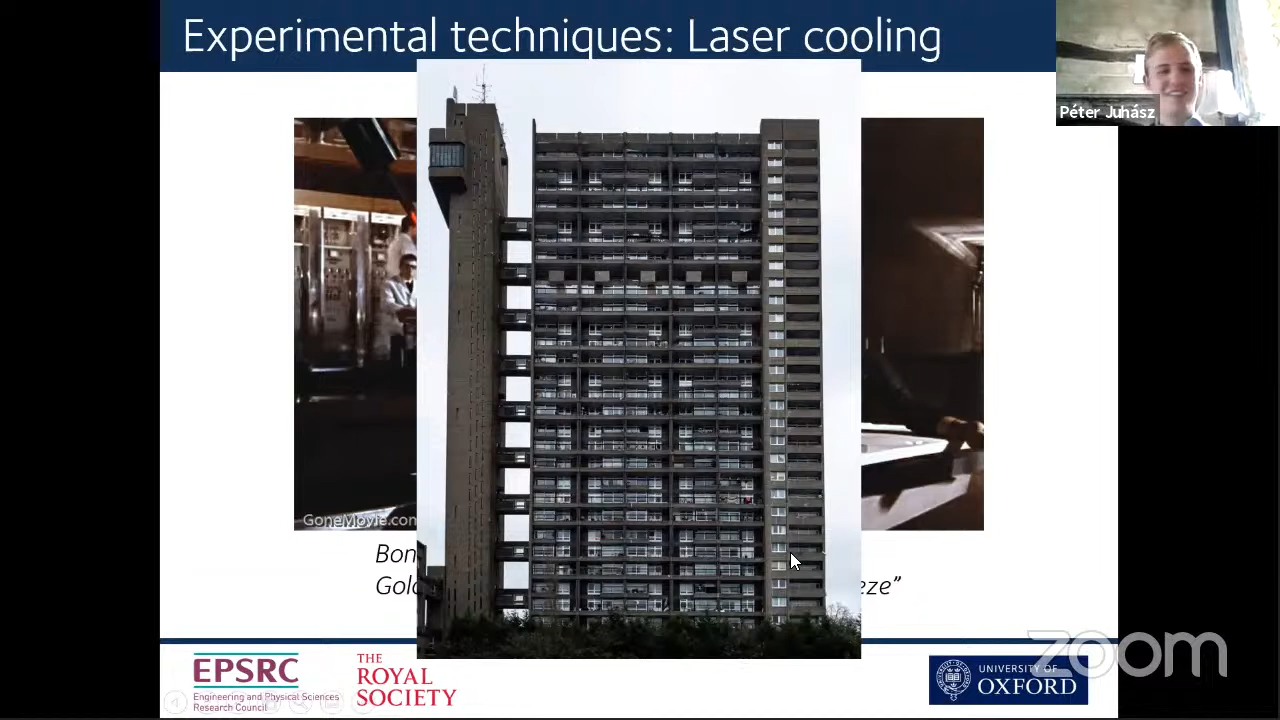 Experimental techniques: Laser cooling
Péter Juhász
GoneMovie.com
Bon
Gold
eze”
EPSRC
Engineering and Physical Sciences
Research Council
THE
ROYAL
SOCIETY
UNIVERSITY OF
OXFORD
zoom